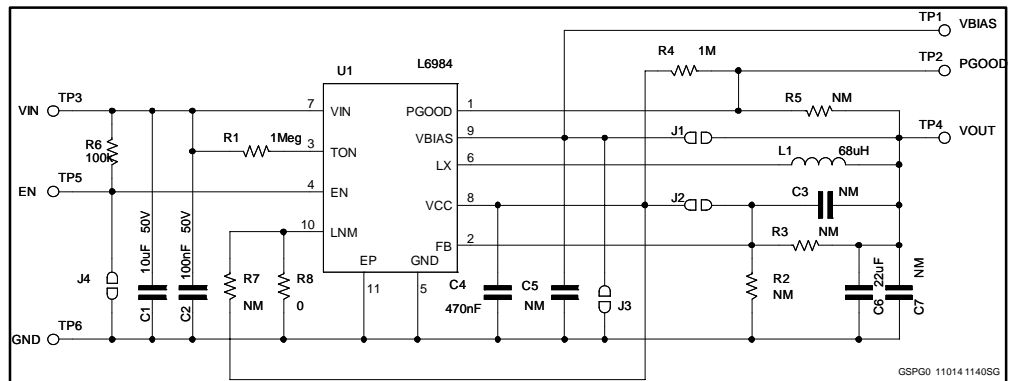 TP1
VBIAS
R4 1M
TP2
PGOOD
U1 L6984
TP3
VIN
7 VIN
PGOOD 1
R5 NM
R6
100k
R1 1Meg
3 TON
VBIAS 9
J1
TP4
VOUT
LX 6
L1 68uH
TP5
EN
4 EN
VCC 8
J2
C3 NM
10 LNM
FB 2
R3
NM
EP GND
11 5
J4
C1 10uF 50V
C2 100nF 50V
R7
NM
R8
0
C4
470nF
C5
NM
J3
R2
NM
C6 22uF
C7 NM
TP6
GND
GSPG0 11014 1140SG